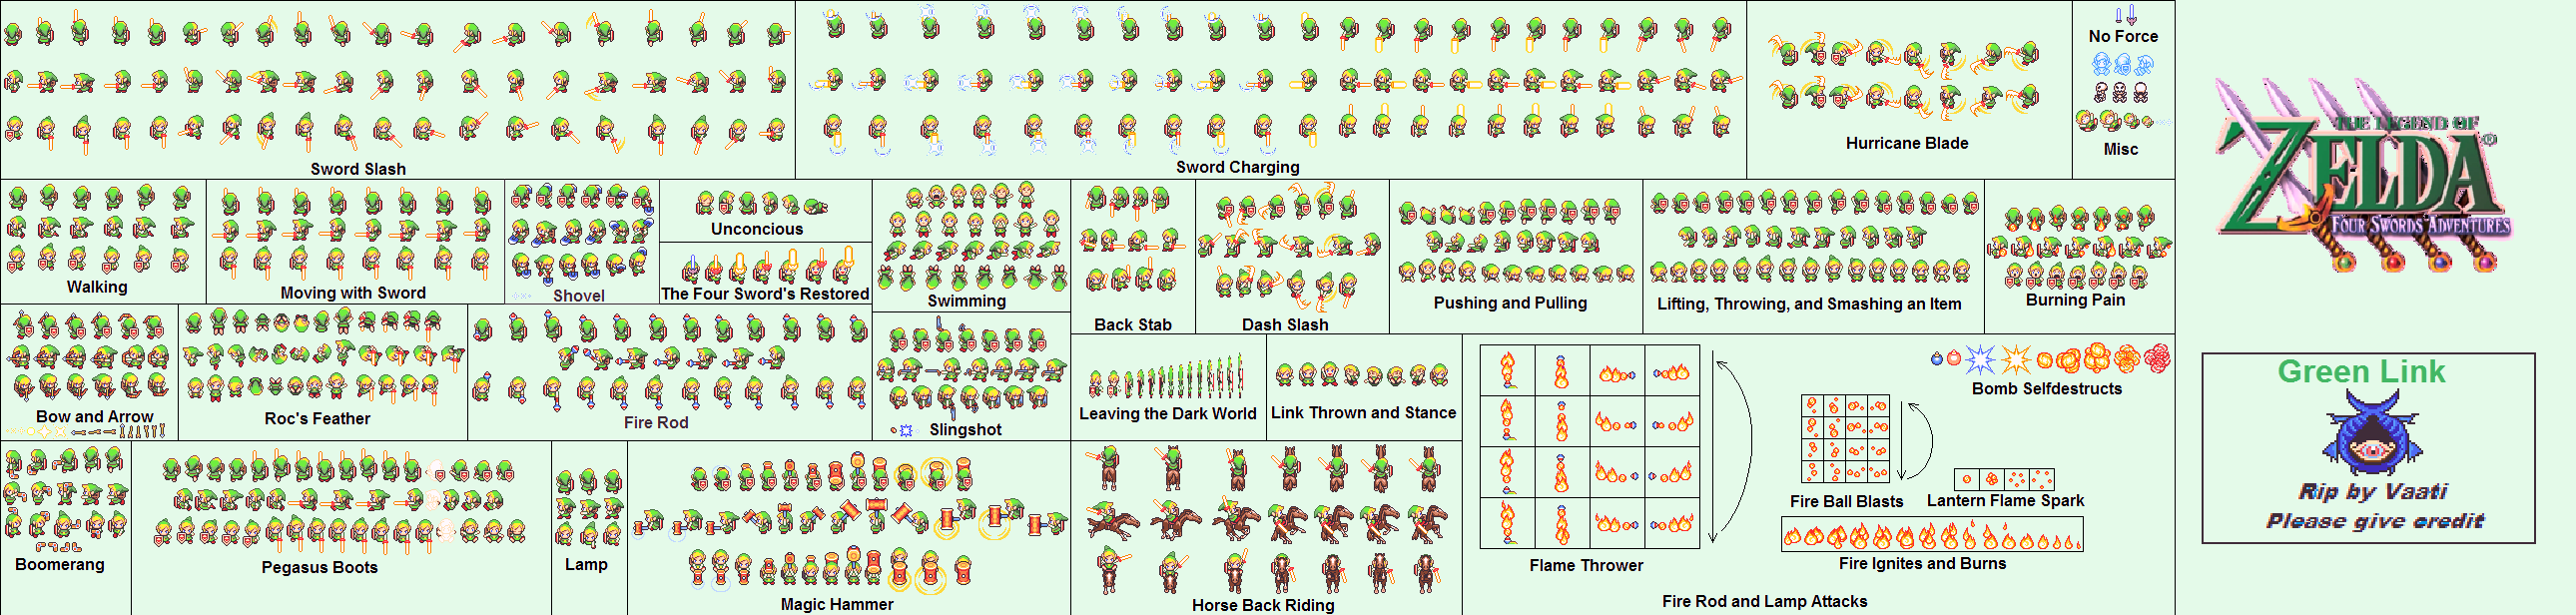 Sword Slash
Sword Charging
Hurricane Blade
No Force
Misc
THE LEGEND OF
ZELDA®
FOUR SWORDS ADVENTURES
Walking
Moving with Sword
Shovel
Unconcious
The Four Sword's Restored
Swimming
Back Stab
Dash Slash
Pushing and Pulling
Lifting, Throwing, and Smashing an Item
Burning Pain
Bow and Arrow
Roc's Feather
Fire Rod
Slingshot
Leaving the Dark World
Link Thrown and Stance
Bomb Selfdestructs
Fire Ball Blasts
Lantern Flame Spark
Flame Thrower
Fire Ignites and Burns
Fire Rod and Lamp Attacks
Boomerang
Pegasus Boots
Lamp
Magic Hammer
Horse Back Riding
Green Link
Rip by Vaati
Please give credit